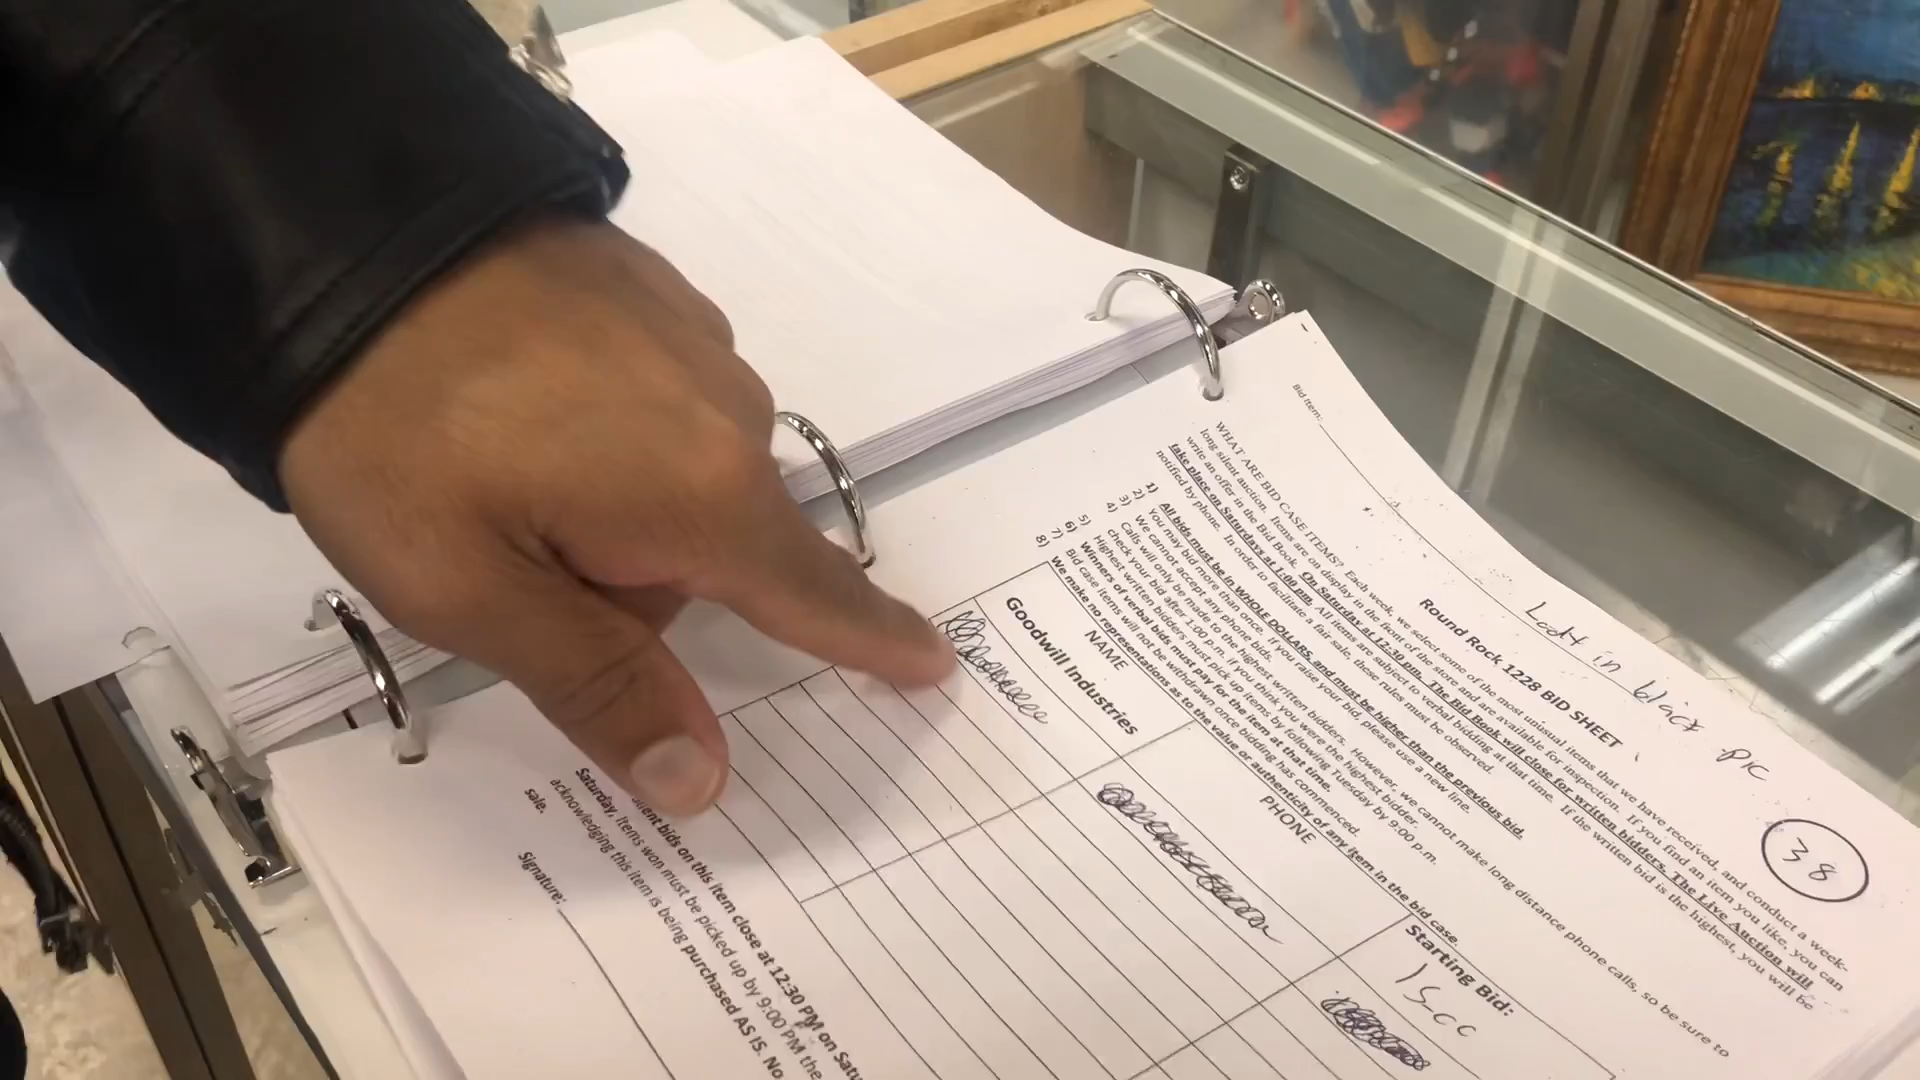 Bid Item: Lady in black pic
38
Round Rock 1228 BID SHEET
WHAT ARE BID CASE ITEMS? Each week, we select some of the most unusual items that we have received, and conduct a week-
long silent auction. Items are on display in the front of the store and are available for inspection. If you find an item you like, you can
write an offer in the Bid Book. On Saturday at 12:30 pm, The Bid Book will close for written bidders. The Live Auction will
take place on Saturdays at 1:00 pm. All items are subject to verbal bidding at that time. If the written bid is the highest, you will be
notified by phone. In order to facilitate a fair sale, these rules must be observed.
1) All bids must be in WHOLE DOLLARS, and must be higher than the previous bid.
2) You may bid more than once. If you raise your bid, please use a new line.
3) We cannot accept any phone bids.
4) Calls will only be made to the highest written bidders. However, we cannot make long distance phone calls, so be sure to
check your bid after 1:00 p.m. if you think you were the highest bidder.
5) Highest written bidders must pick up items by following Tuesday by 9:00 p.m.
6) Winners of verbal bids must pay for the item at that time.
7) Bid case items will not be withdrawn once bidding has commenced.
8) We make no representations as to the value or authenticity of any item in the bid case.
NAME
PHONE
Starting Bid:
Goodwill Industries
15
bids on this item close at 12:30 PM on
Saturday. Items won must be picked up by 9:00 PM the
acknowledging this item is being purchased AS IS. No
sale.
Signature: